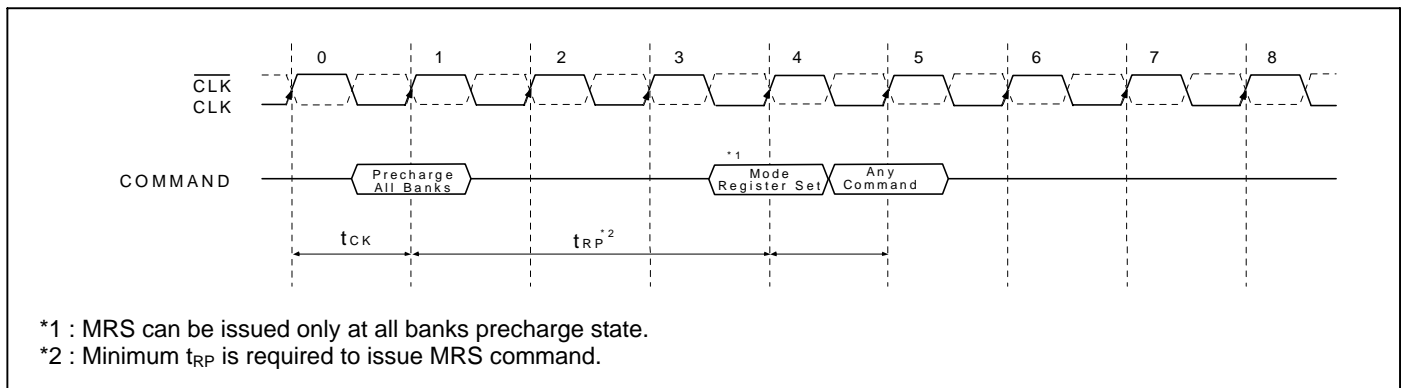 0 1 2 3 4 5 6 7 8
CLK
CLK
*1
COMMAND
Precharge
All Banks
Mode
Register Set
Any
Command
tCK
tRP*2
*1 : MRS can be issued only at all banks precharge state.
*2 : Minimum tRP is required to issue MRS command.